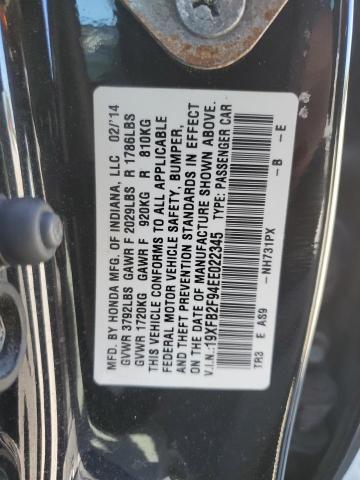 MFG. BY HONDA MFG. OF INDIANA, LLC 02/'14
GVWR 3792LBS GAWR F 2029LBS R 1786LBS
GVWR 1720KG GAWR F 920KG R 810KG
THIS VEHICLE CONFORMS TO ALL APPLICABLE
FEDERAL MOTOR VEHICLE SAFETY, BUMPER,
AND THEFT PREVENTION STANDARDS IN EFFECT
ON THE DATE OF MANUFACTURE SHOWN ABOVE.
V.I.N.:19XFB2F94EE022345 TYPE: PASSENGER CAR
TR3 E AS9 - NH731PX - B - E